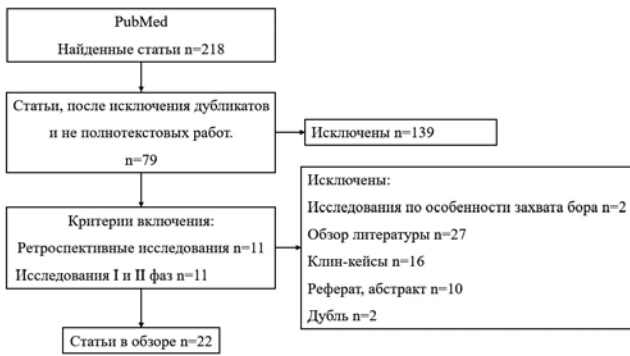 PubMed
Найденные статьи n=218
Статьи, после исключения дубликатов
и не полнотекстовых работ.
n=79
Исключены n=139
Критерии включения:
Ретроспективные исследования n=11
Исследования I и II фаз n=11
Исключены:
Исследования по особенности захвата бора n=2
Обзор литературы n=27
Клин-кейсы n=16
Реферат, абстракт n=10
Дубль n=2
Статьи в обзоре n=22